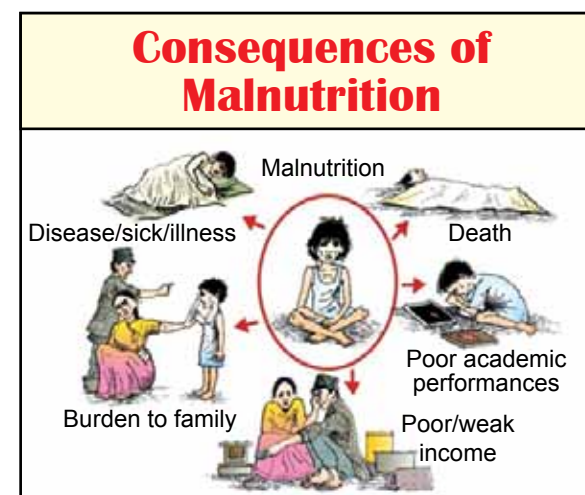 Consequences of
Malnutrition
Malnutrition
Disease/sick/illness
Death
Poor academic
performances
Burden to family
Poor/weak
income